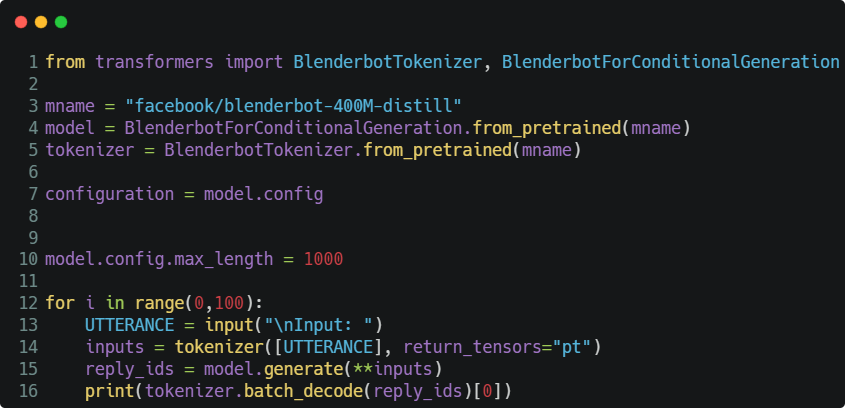 1 from transformers import BlenderbotTokenizer, BlenderbotForConditionalGeneration
2
3 mname = "facebook/blenderbot-400M-distill"
4 model = BlenderbotForConditionalGeneration.from_pretrained(mname)
5 tokenizer = BlenderbotTokenizer.from_pretrained(mname)
6
7 configuration = model.config
8
9
10 model.config.max_length = 1000
11
12 for i in range(0,100):
13     UTTERANCE = input("\nInput: ")
14     inputs = tokenizer([UTTERANCE], return_tensors="pt")
15     reply_ids = model.generate(**inputs)
16     print(tokenizer.batch_decode(reply_ids)[0])